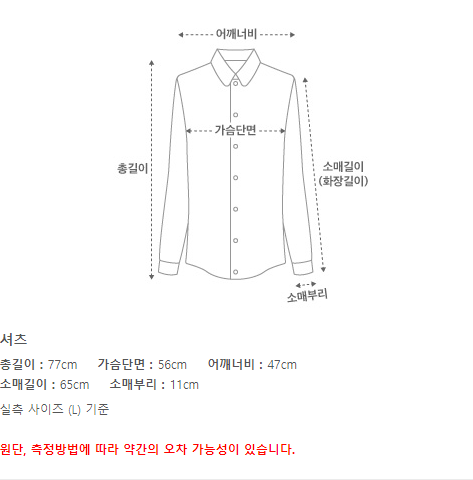 어깨너비
가슴단면
총길이
소매길이
(화장길이)
소매부리
셔츠
총길이 : 77cm 가슴단면 : 56cm 어깨너비 : 47cm
소매길이 : 65cm 소매부리 : 11cm
실측 사이즈 (L) 기준
원단, 측정방법에 따라 약간의 오차 가능성이 있습니다.